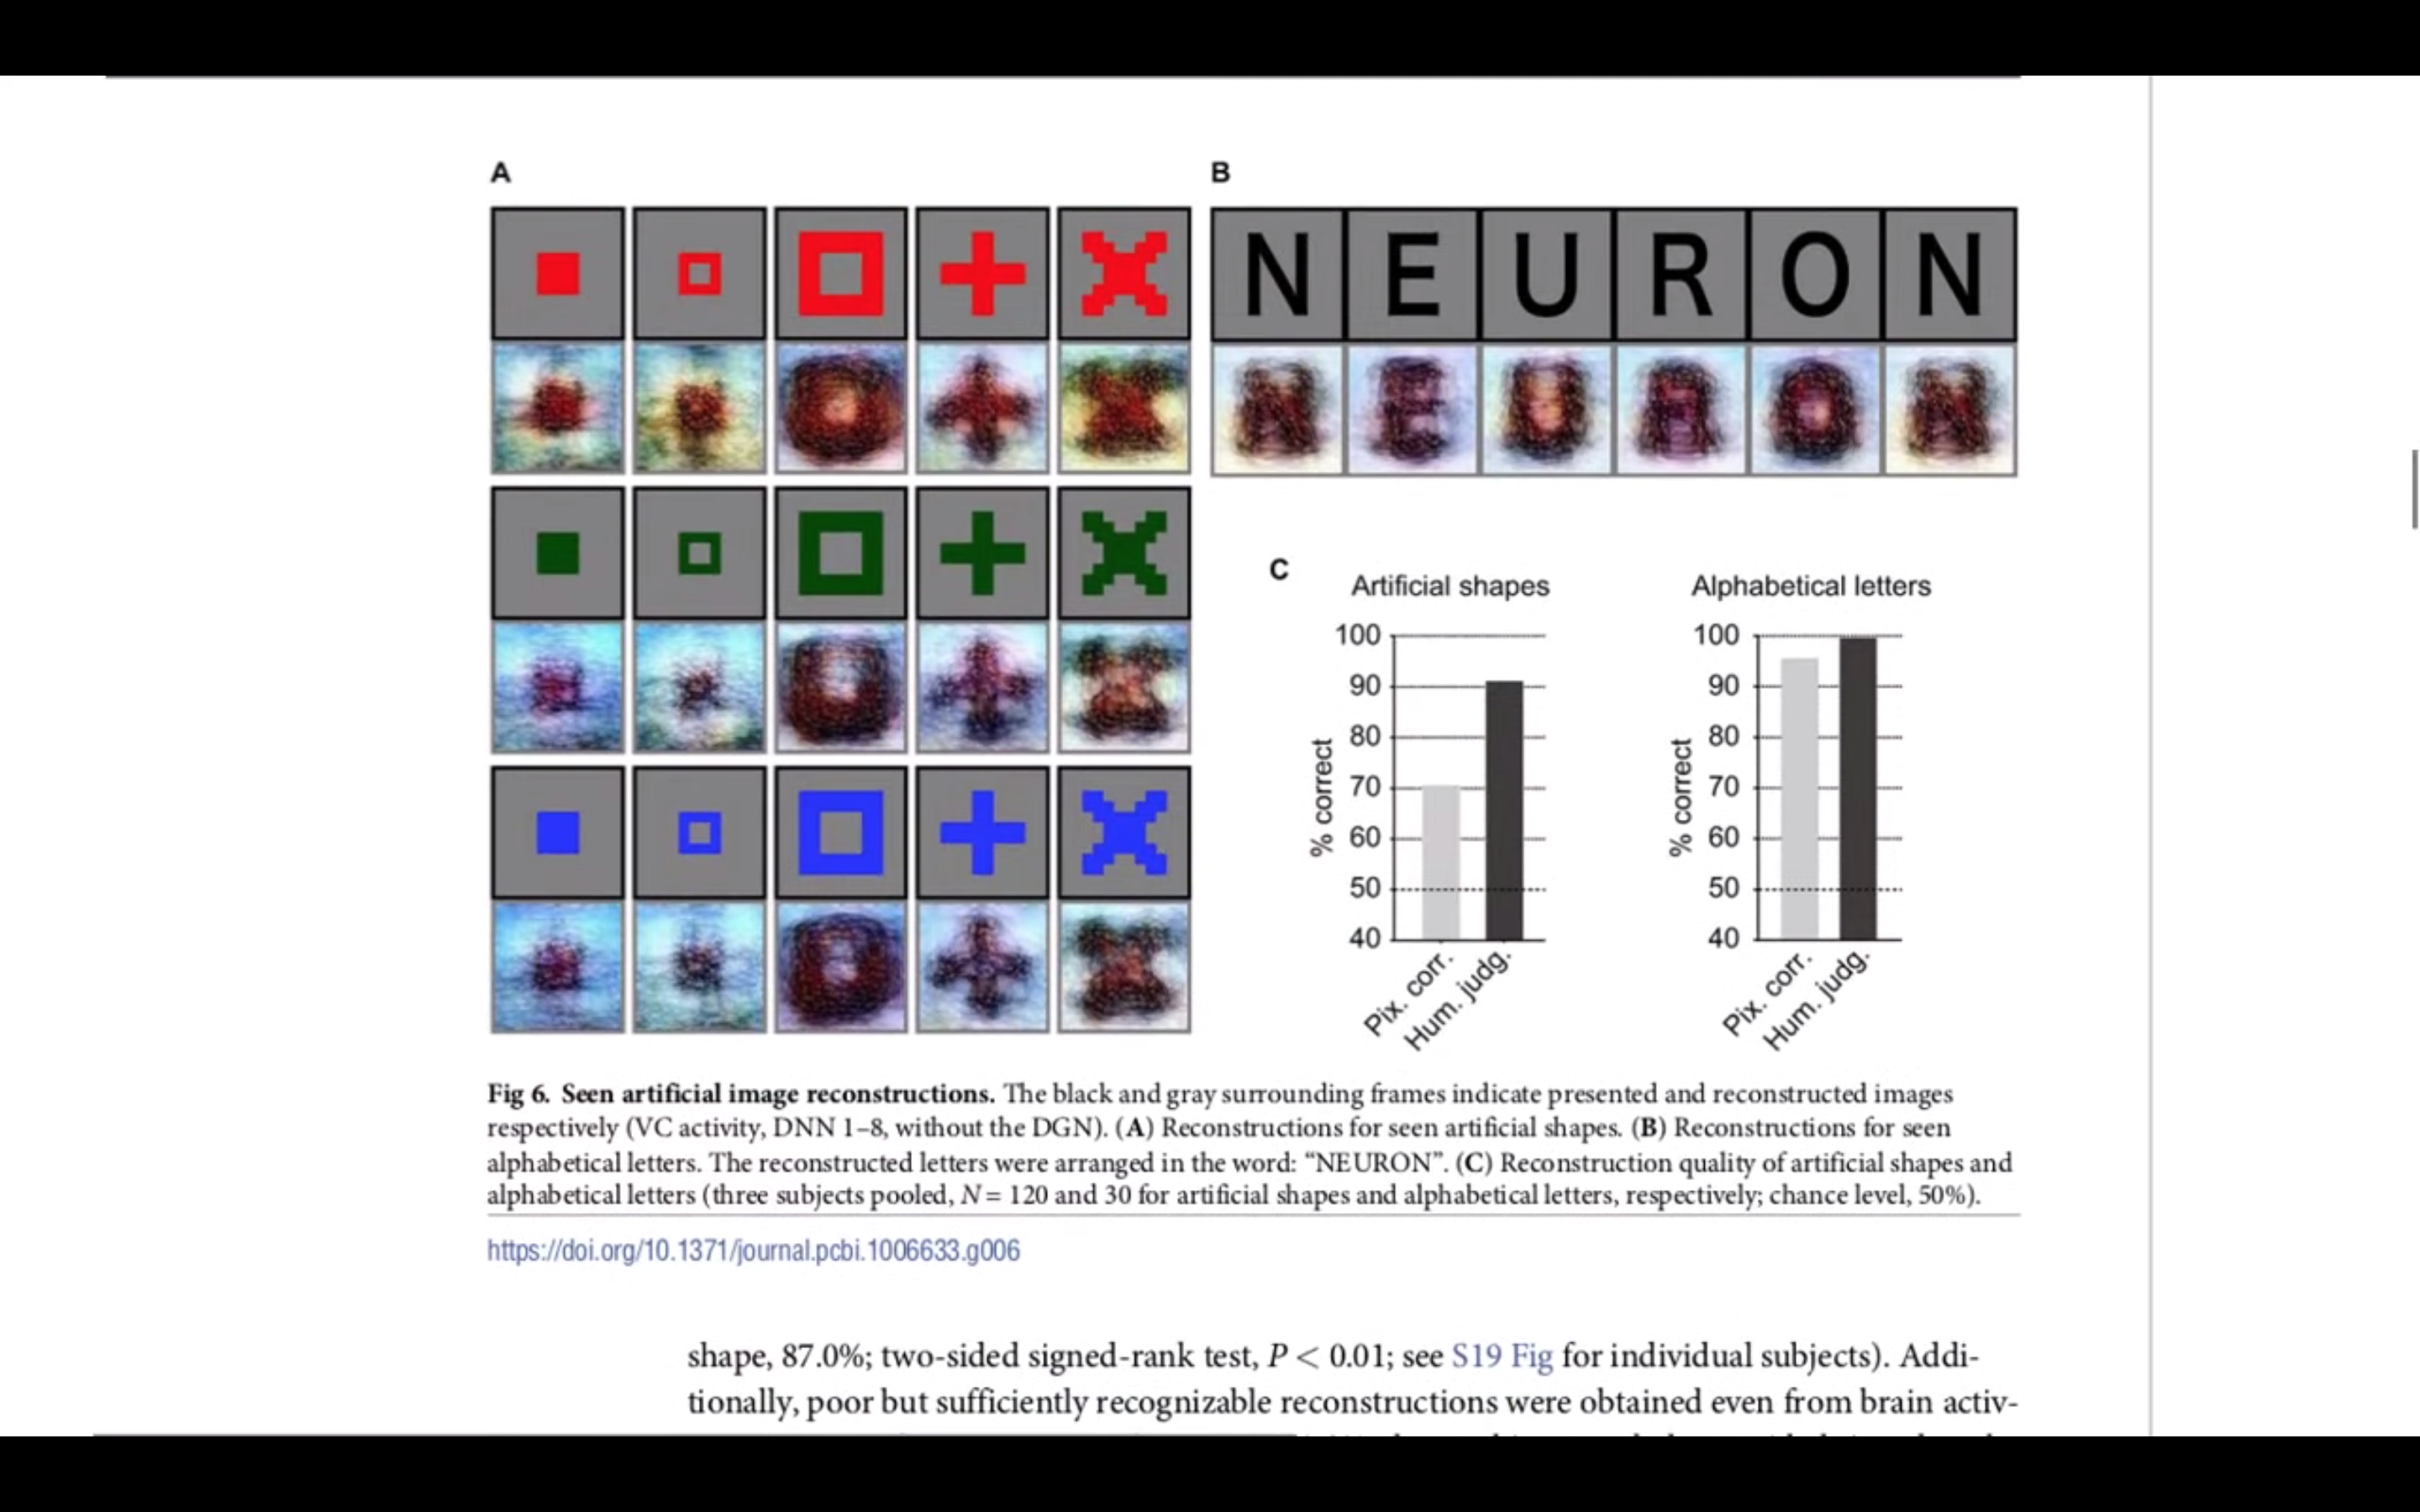 A
B
N E U R O N
C
Artificial shapes
100
90
80
70
60
50
40
% correct
Pix. corr.
Hum. judg.
Alphabetical letters
100
90
80
70
60
50
40
% correct
Pix. corr.
Hum. judg.
Fig 6. Seen artificial image reconstructions. The black and gray surrounding frames indicate presented and reconstructed images
respectively (VC activity, DNN 1–8, without the DGN). (A) Reconstructions for seen artificial shapes. (B) Reconstructions for seen
alphabetical letters. The reconstructed letters were arranged in the word: “NEURON”. (C) Reconstruction quality of artificial shapes and
alphabetical letters (three subjects pooled, N = 120 and 30 for artificial shapes and alphabetical letters, respectively; chance level, 50%).
https://doi.org/10.1371/journal.pcbi.1006633.g006
shape, 87.0%; two-sided signed-rank test, P < 0.01; see S19 Fig for individual subjects). Addi-
tionally, poor but sufficiently recognizable reconstructions were obtained even from brain activ-